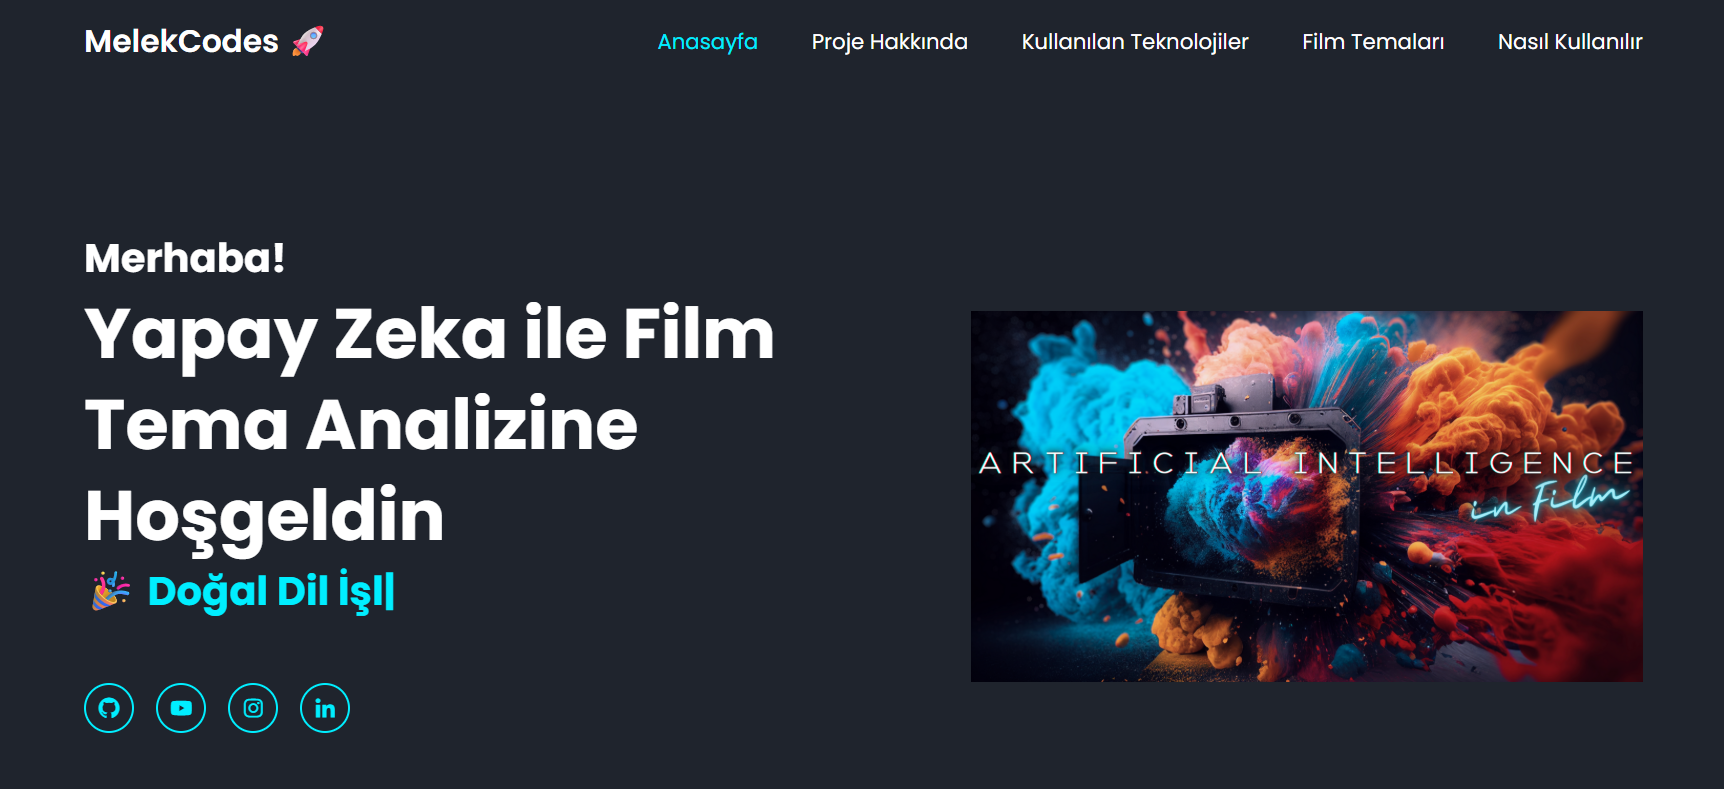 MelekCodes 🚀
Anasayfa
Proje Hakkında
Kullanılan Teknolojiler
Film Temaları
Nasıl Kullanılır
Merhaba!
Yapay Zeka ile Film
Tema Analizine
Hoşgeldin
🎉 Doğal Dil İşl|
ARTIFICIAL INTELLIGENCE
in Film